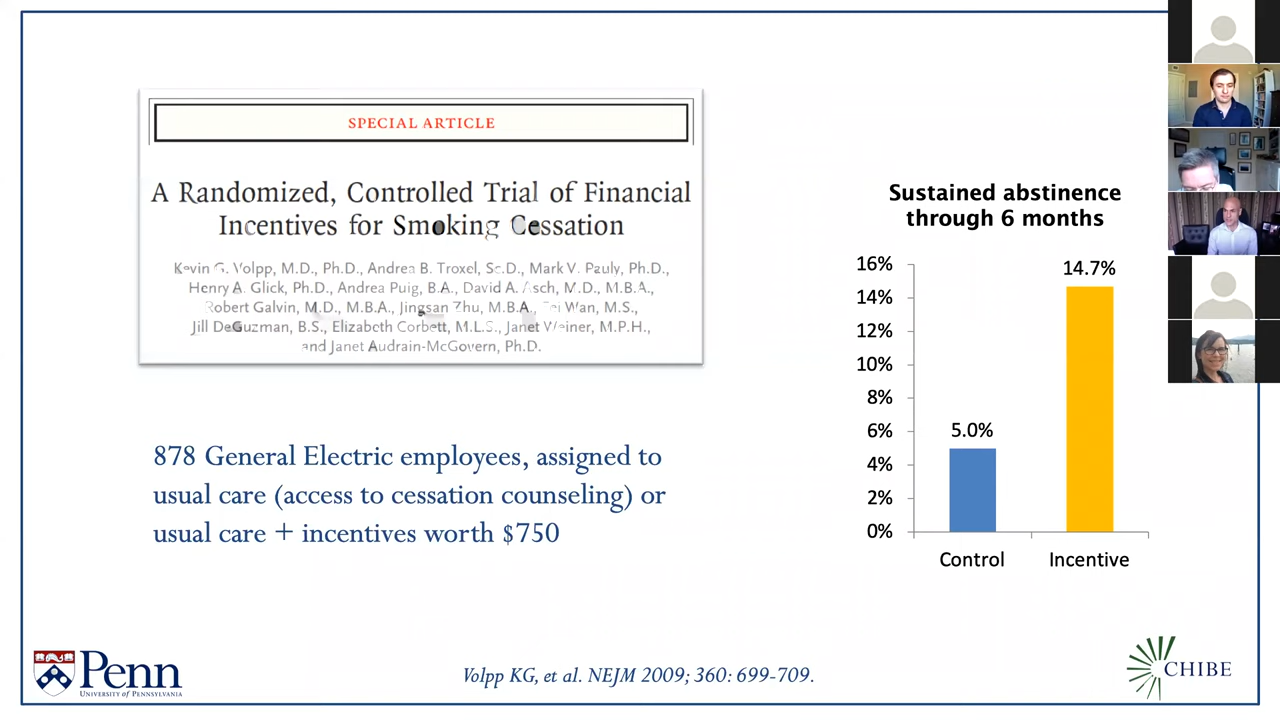 SPECIAL ARTICLE
A Randomized, Controlled Trial of Financial
Incentives for Smoking Cessation
Kevin G. Volpp, M.D., Ph.D., Andrea B. Troxel, Sc.D., Mark V. Pauly, Ph.D.,
Henry A. Glick, Ph.D., Andrea Puig, B.A., David A. Asch, M.D., M.B.A.,
Robert Galvin, M.D., M.B.A., Jingsan Zhu, M.B.A., Fei Wan, M.S.,
Jill DeGuzman, B.S., Elizabeth Corbett, M.L.S., Janet Weiner, M.P.H.,
and Janet Audrain-McGovern, Ph.D.
878 General Electric employees, assigned to
usual care (access to cessation counseling) or
usual care + incentives worth $750
Sustained abstinence
through 6 months
16%
14%
12%
10%
8%
6%
4%
2%
0%
5.0%
14.7%
Control
Incentive
Penn
UNIVERSITY of PENNSYLVANIA
Volpp KG, et al. NEJM 2009; 360: 699-709.
CHIBE